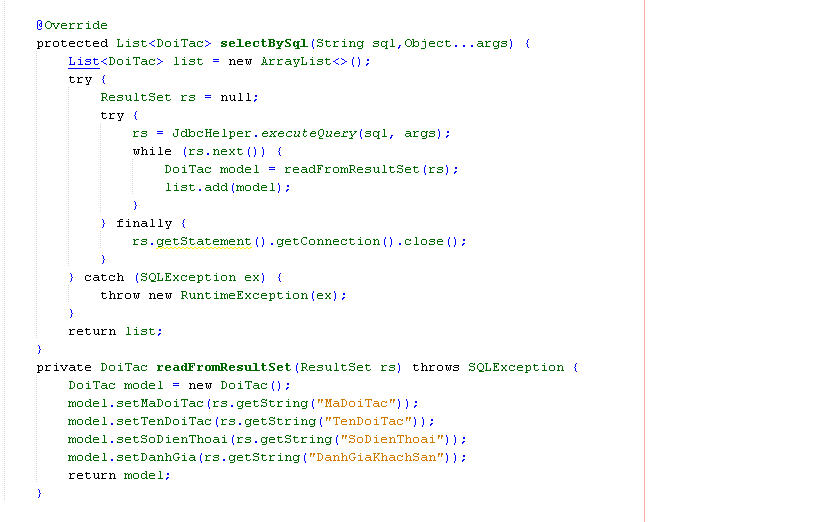 @Override
protected List<DoiTac> selectBySql(String sql,Object...args) {
    List<DoiTac> list = new ArrayList<>();
    try {
        ResultSet rs = null;
        try {
            rs = JdbcHelper.executeQuery(sql, args);
            while (rs.next()) {
                DoiTac model = readFromResultSet(rs);
                list.add(model);
            }
        } finally {
            rs.getStatement().getConnection().close();
        }
    } catch (SQLException ex) {
        throw new RuntimeException(ex);
    }
    return list;
}
private DoiTac readFromResultSet(ResultSet rs) throws SQLException {
    DoiTac model = new DoiTac();
    model.setMaDoiTac(rs.getString("MaDoiTac"));
    model.setTenDoiTac(rs.getString("TenDoiTac"));
    model.setSoDienThoai(rs.getString("SoDienThoai"));
    model.setDanhGia(rs.getString("DanhGiaKhachSan"));
    return model;
}